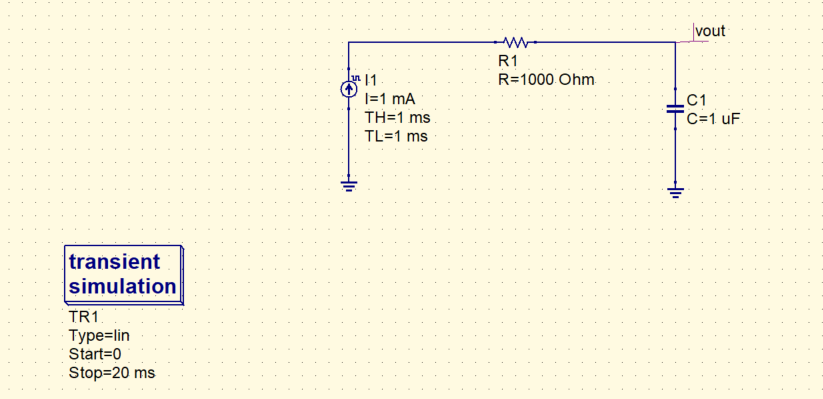 vout
R1
R=1000 Ohm
I1
I=1 mA
TH=1 ms
TL=1 ms
C1
C=1 uF
transient
simulation
TR1
Type=lin
Start=0
Stop=20 ms